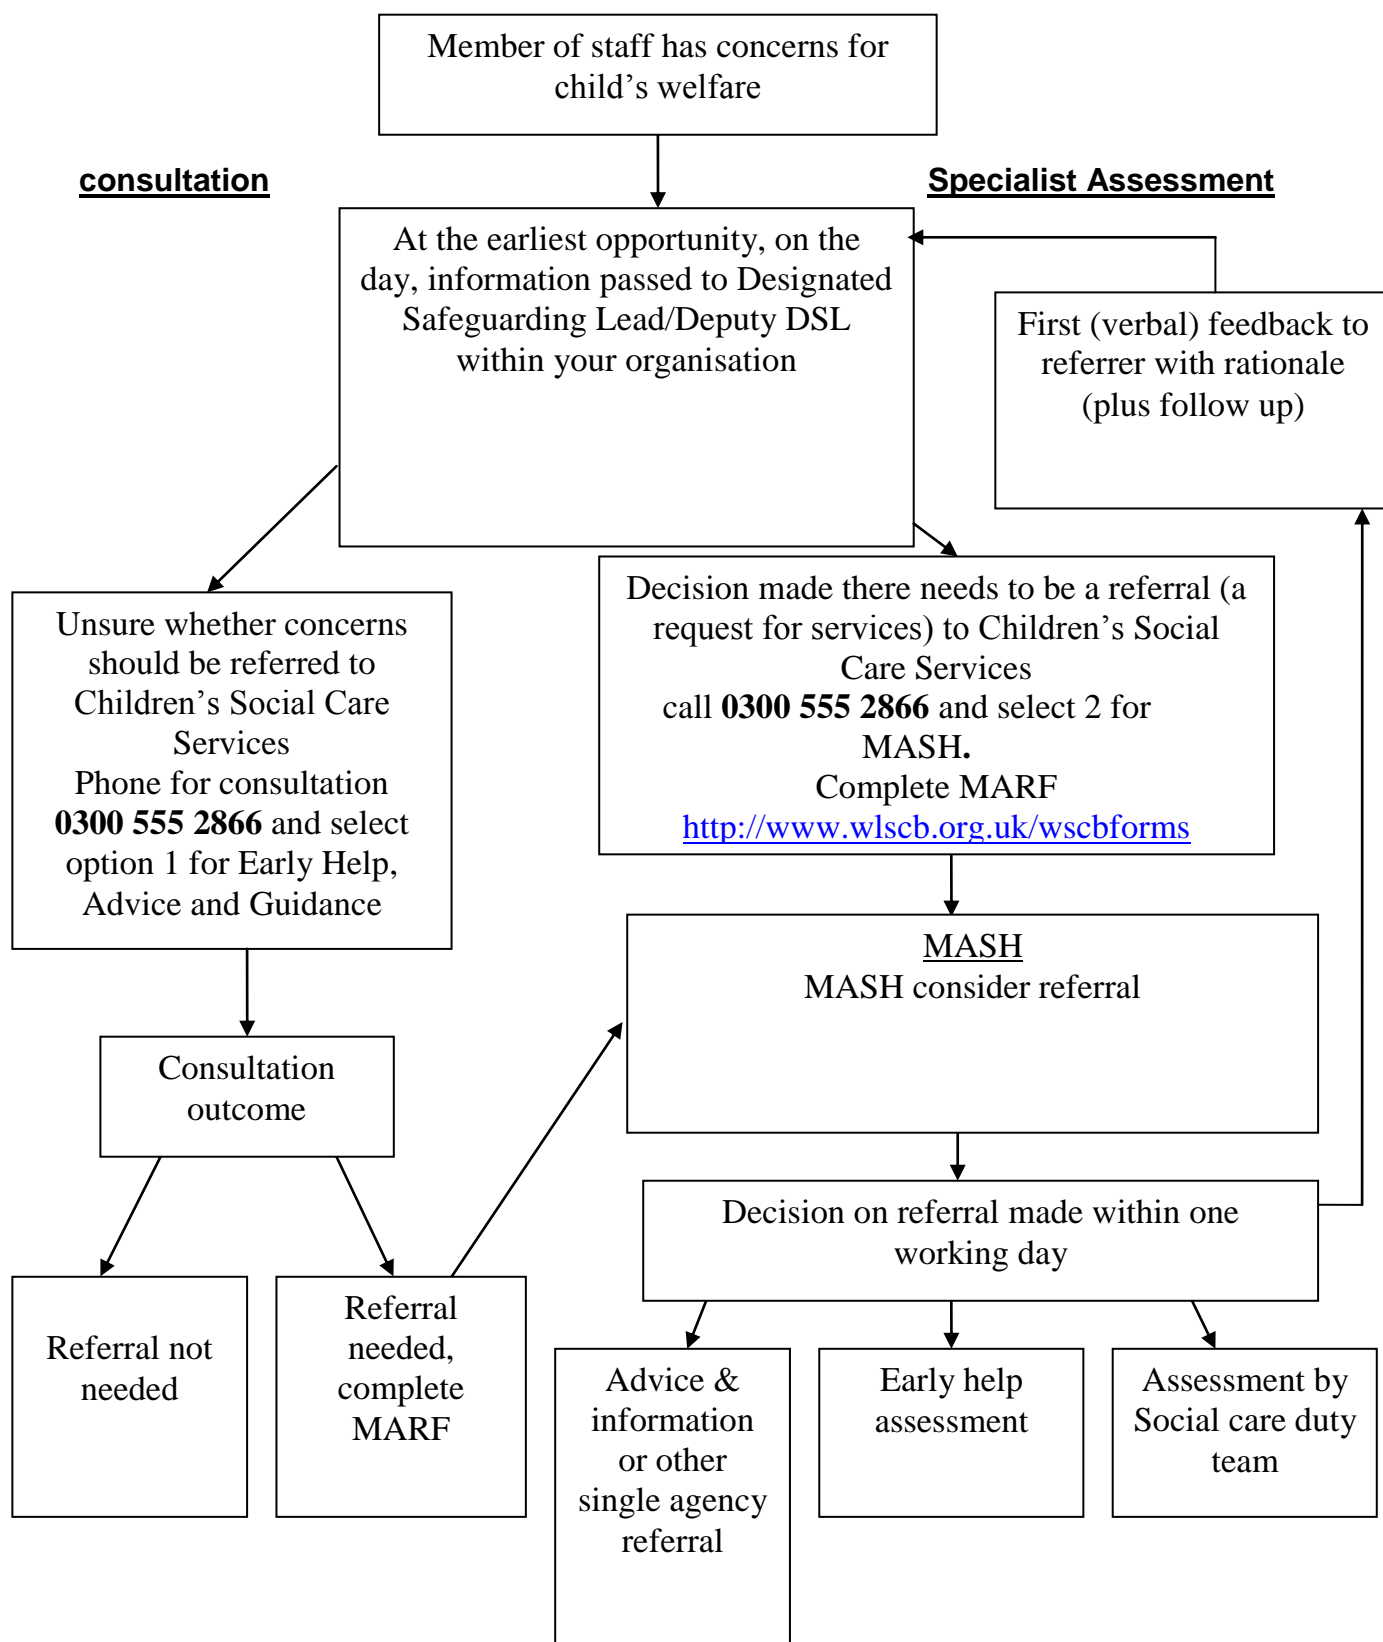 Member of staff has concerns for
child’s welfare
consultation
Specialist Assessment
At the earliest opportunity, on the
day, information passed to Designated
Safeguarding Lead/Deputy DSL
within your organisation
First (verbal) feedback to
referrer with rationale
(plus follow up)
Unsure whether concerns
should be referred to
Children’s Social Care
Services
Phone for consultation
0300 555 2866 and select
option 1 for Early Help,
Advice and Guidance
Decision made there needs to be a referral (a
request for services) to Children’s Social
Care Services
call 0300 555 2866 and select 2 for
MASH.
Complete MARF
http://www.wlscb.org.uk/wscbforms
MASH
MASH consider referral
Consultation
outcome
Decision on referral made within one
working day
Referral not
needed
Referral
needed,
complete
MARF
Advice &
information
or other
single agency
referral
Early help
assessment
Assessment by
Social care duty
team